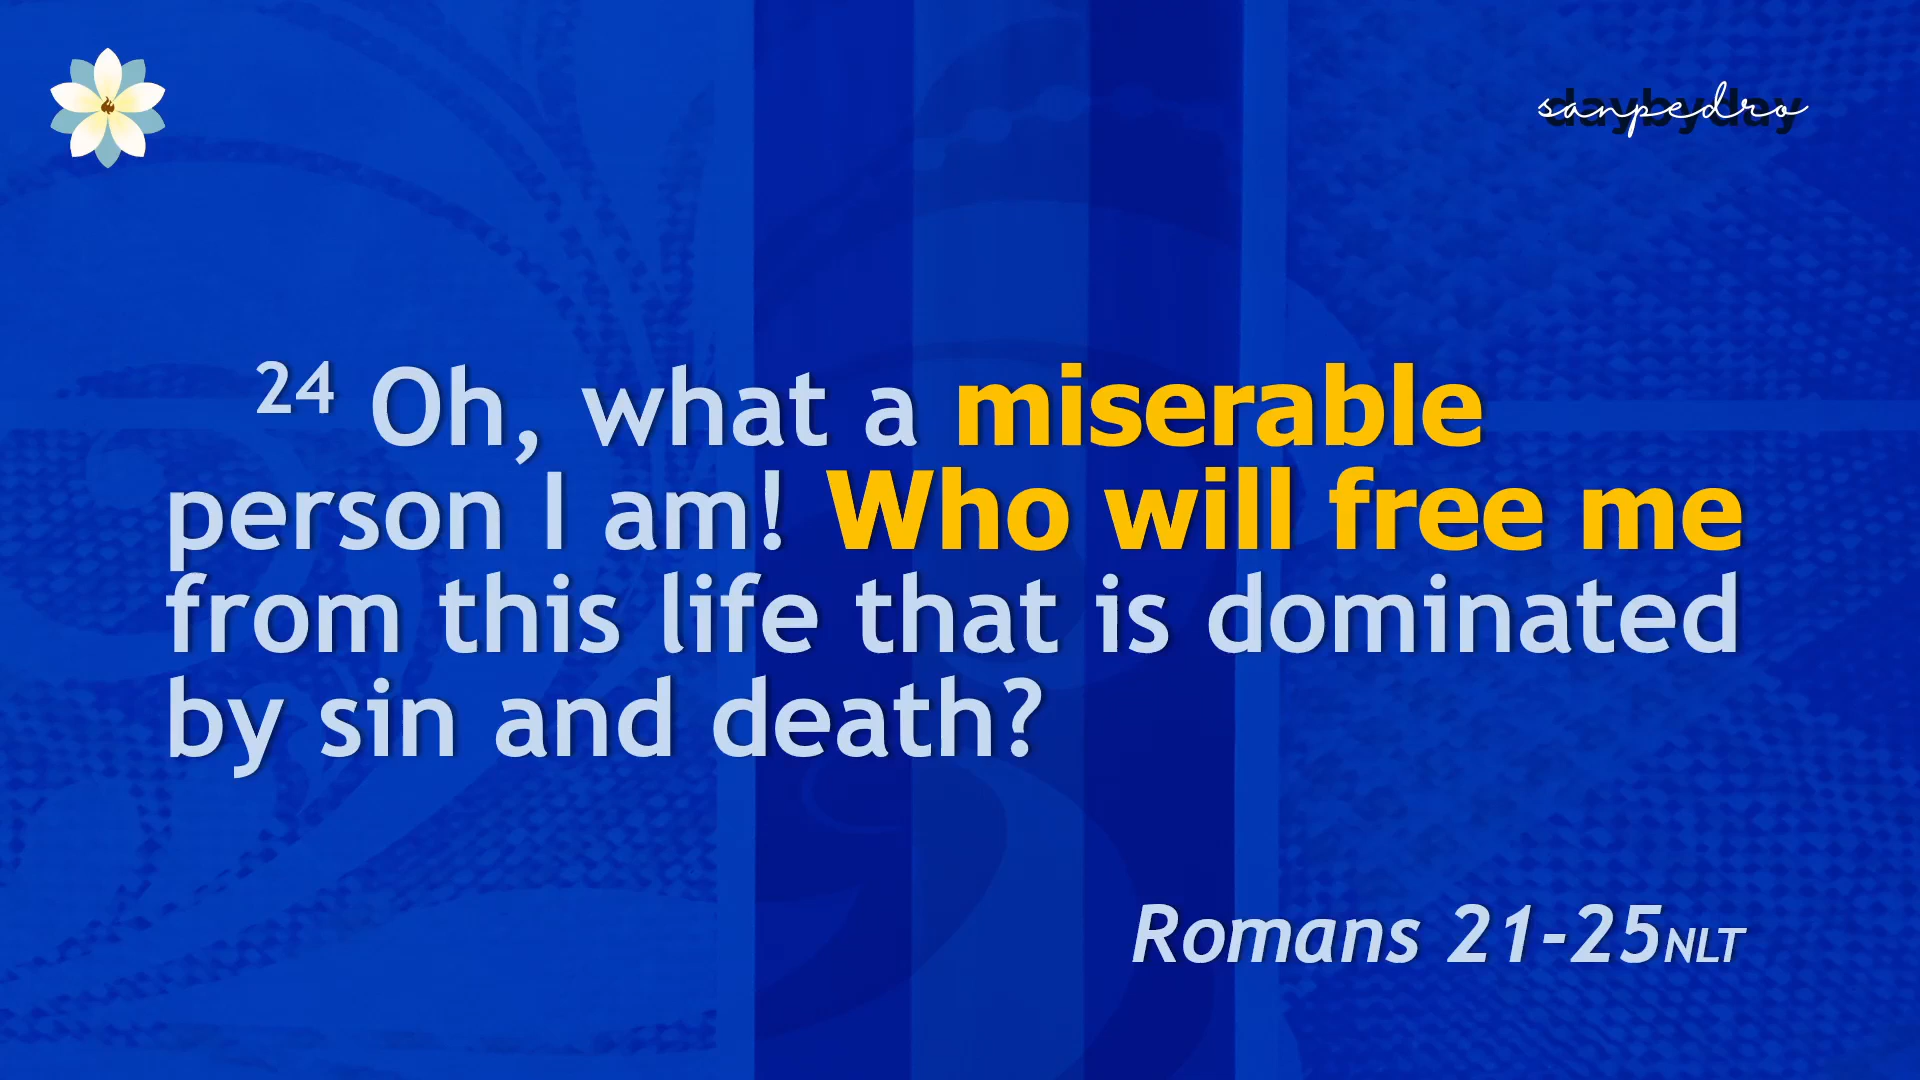 daybyday
sanpedro
24 Oh, what a miserable
person I am! Who will free me
from this life that is dominated
by sin and death?
Romans 21-25NLT